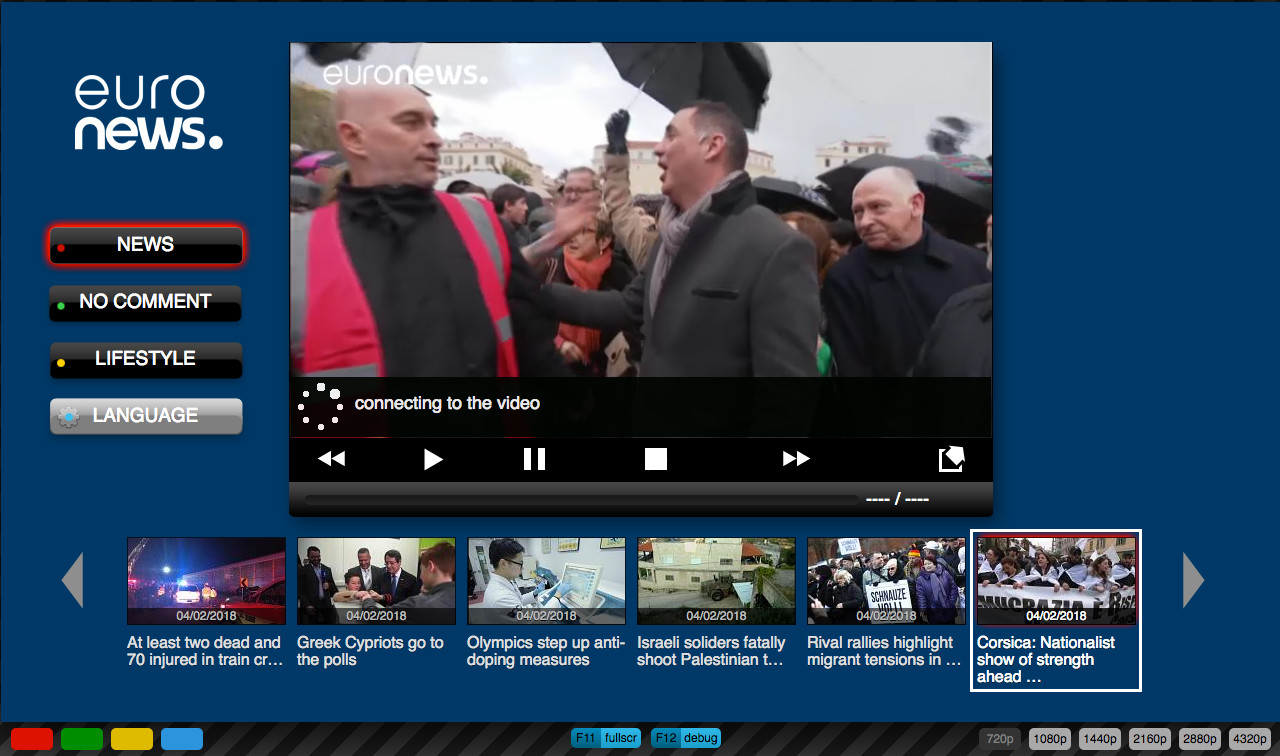 euronews.
euro
news.
NEWS
NO COMMENT
LIFESTYLE
LANGUAGE
connecting to the video
---- / ----
04/02/2018
04/02/2018
04/02/2018
04/02/2018
04/02/2018
04/02/2018
SCHNAUZE
VOLL!
At least two dead and
70 injured in train cr…
Greek Cypriots go to
the polls
Olympics step up anti-
doping measures
Israeli soliders fatally
shoot Palestinian t…
Rival rallies highlight
migrant tensions in …
Corsica: Nationalist
show of strength
ahead …
F11 fullscr
F12 debug
720p
1080p
1440p
2160p
2880p
4320p